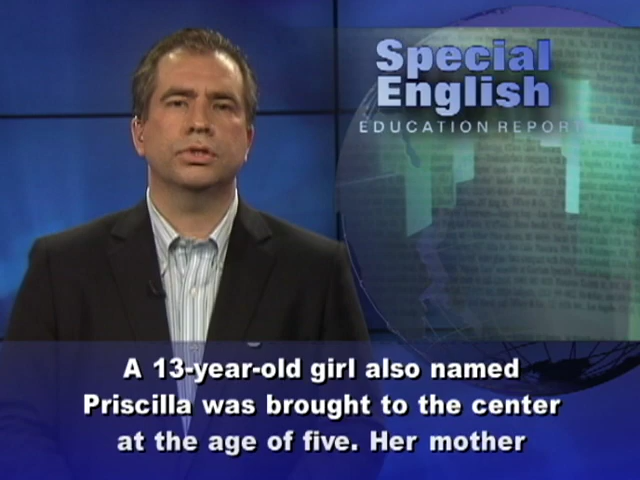 Special
English
EDUCATION REPORT
A 13-year-old girl also named
Priscilla was brought to the center
at the age of five. Her mother